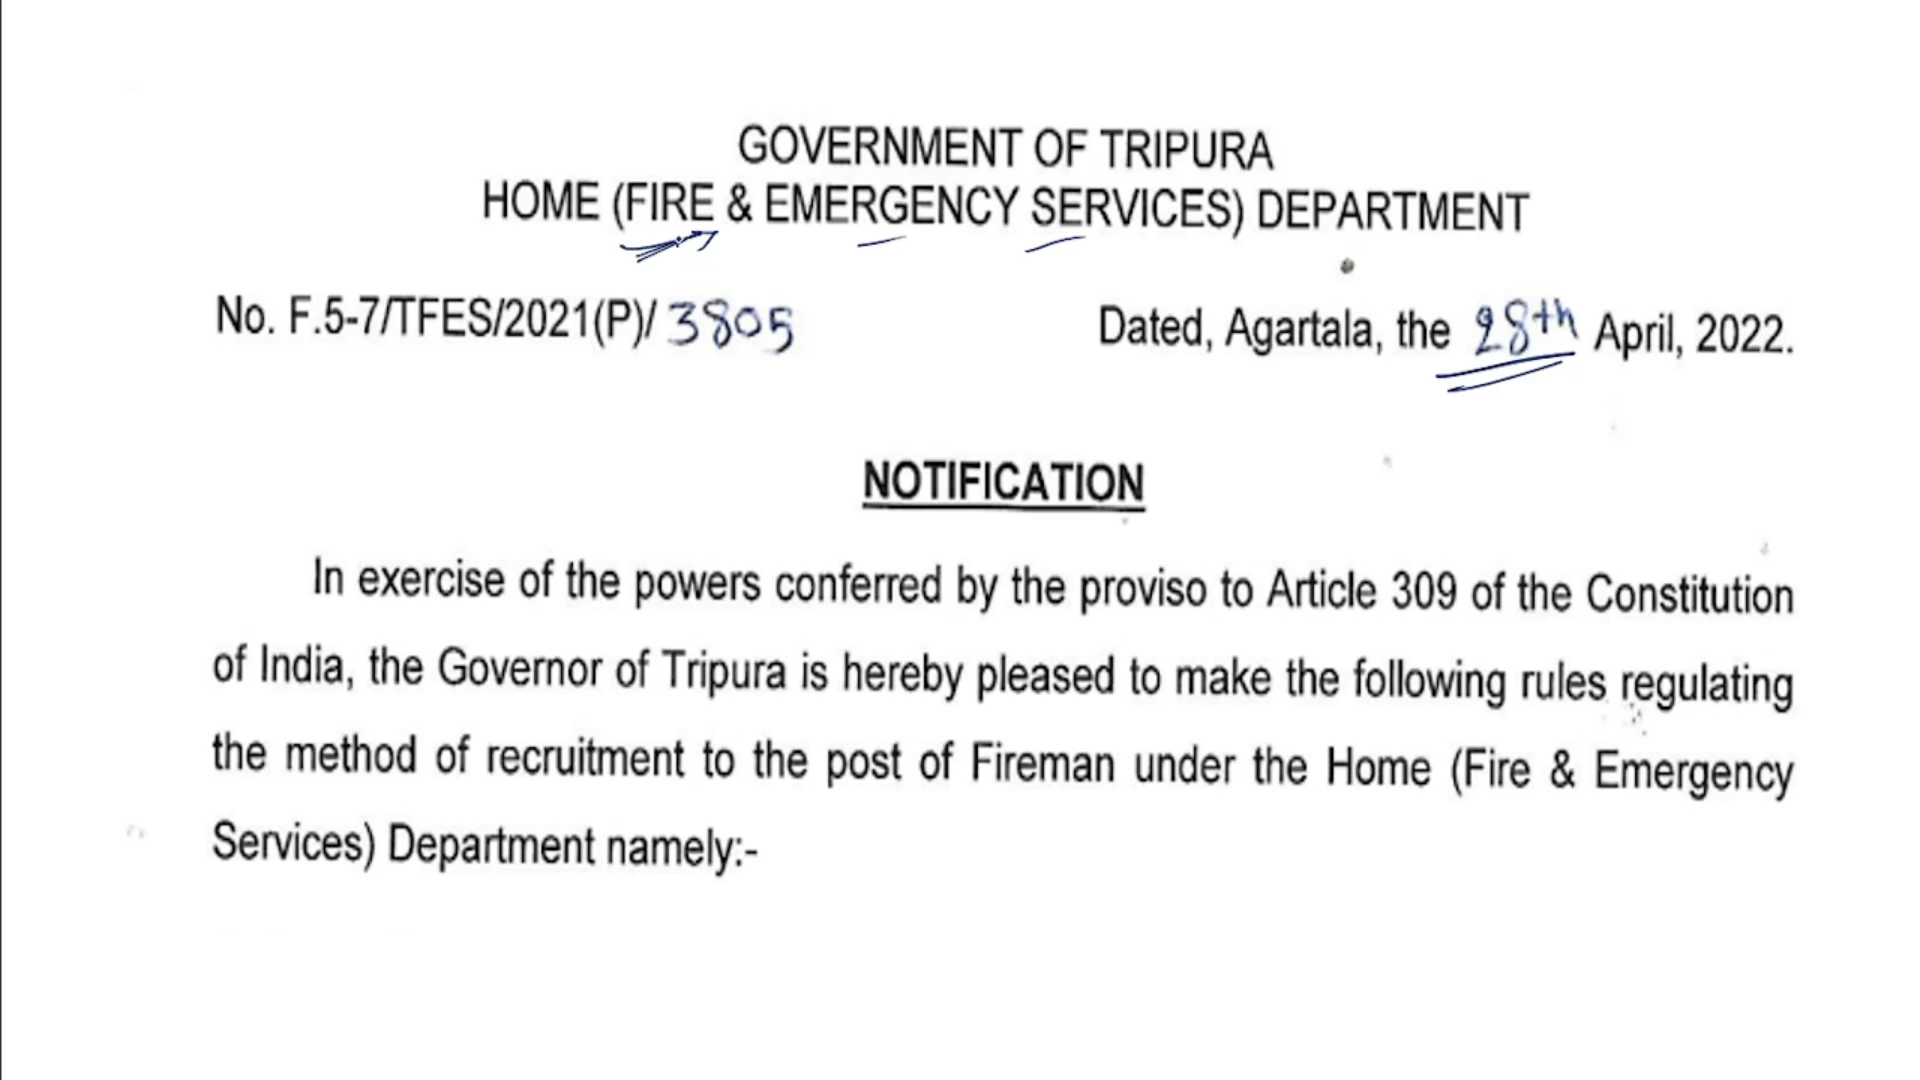 GOVERNMENT OF TRIPURA
HOME (FIRE & EMERGENCY SERVICES) DEPARTMENT
No. F.5-7/TFES/2021(P)/ 3805 Dated, Agartala, the 28th April, 2022.
NOTIFICATION
In exercise of the powers conferred by the proviso to Article 309 of the Constitution
of India, the Governor of Tripura is hereby pleased to make the following rules regulating
the method of recruitment to the post of Fireman under the Home (Fire & Emergency
Services) Department namely:-